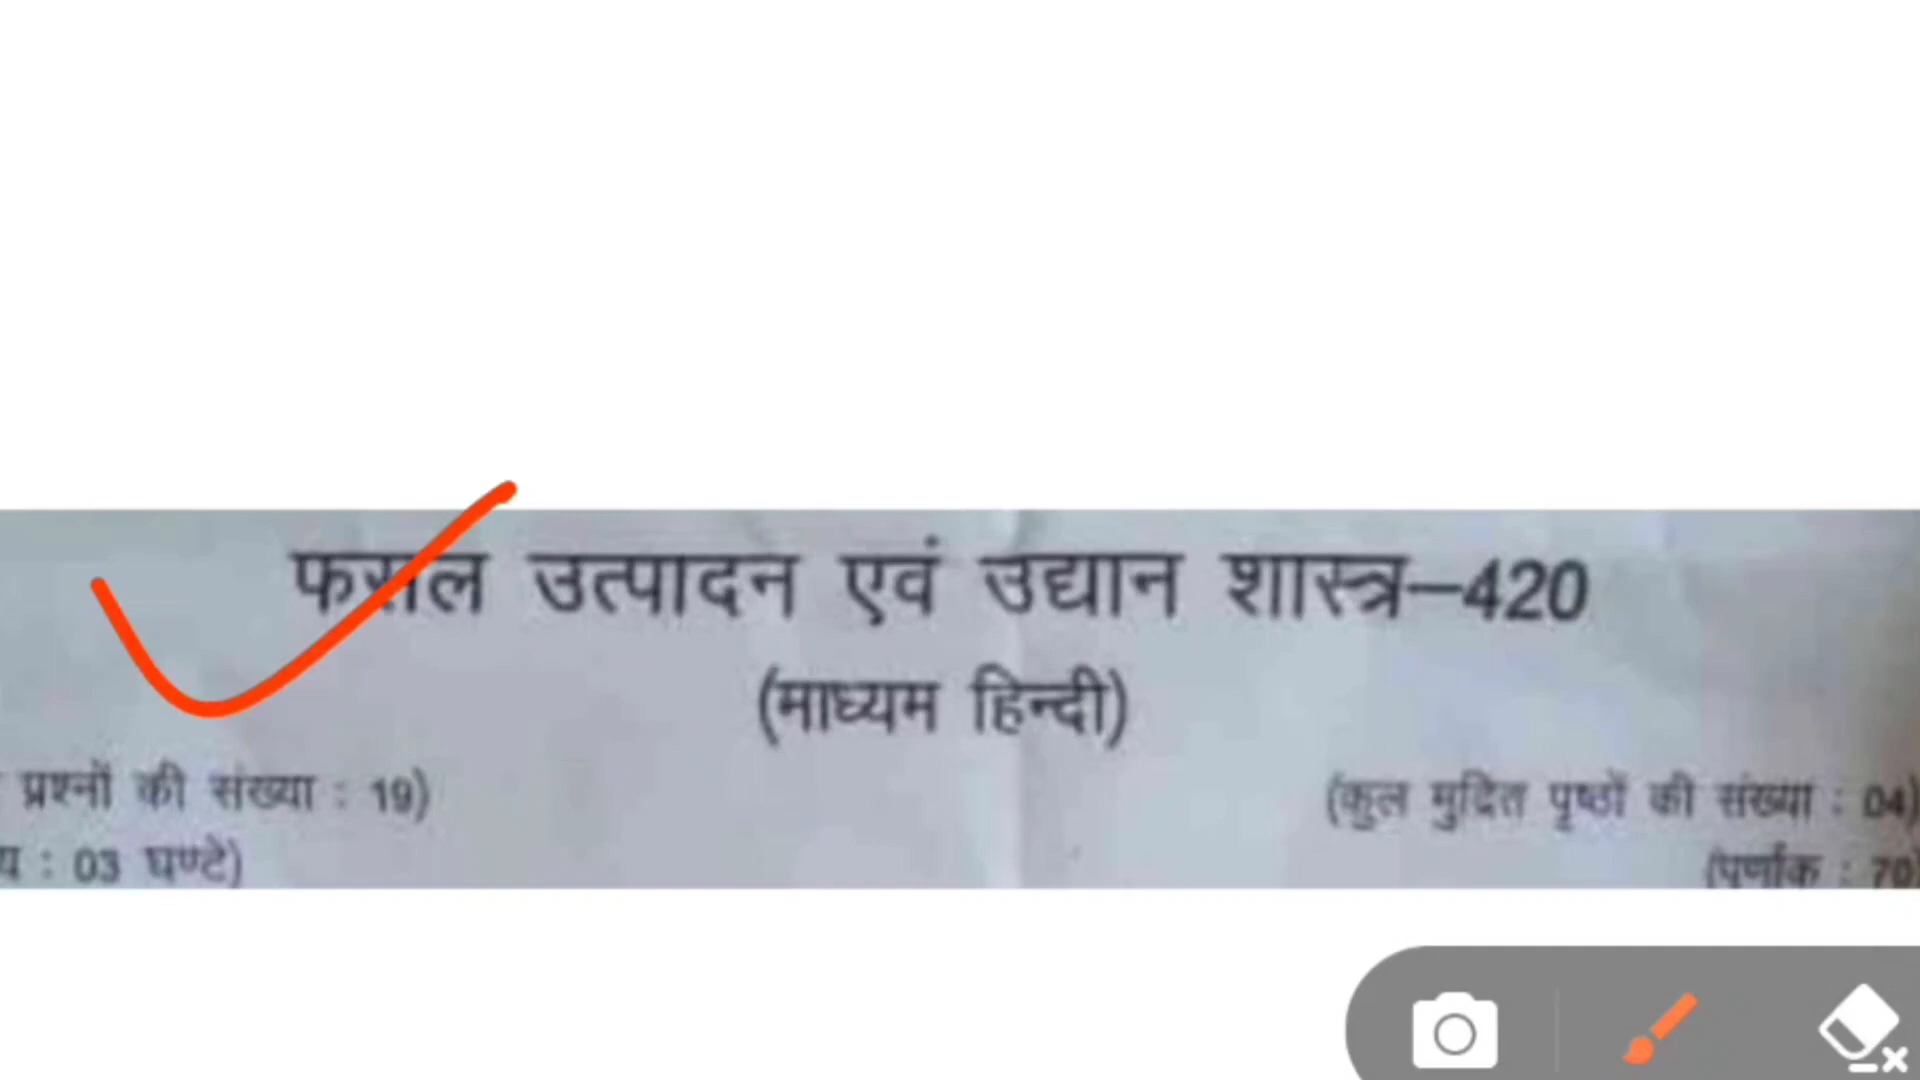 फसल उत्पादन एवं उद्यान शास्त्र–420
(माध्यम हिन्दी)
प्रश्नों की संख्या : 19)
(कुल मुद्रित पृष्ठों की संख्या : 04)
: 03 घण्टे)
(पूर्णांक : 70)